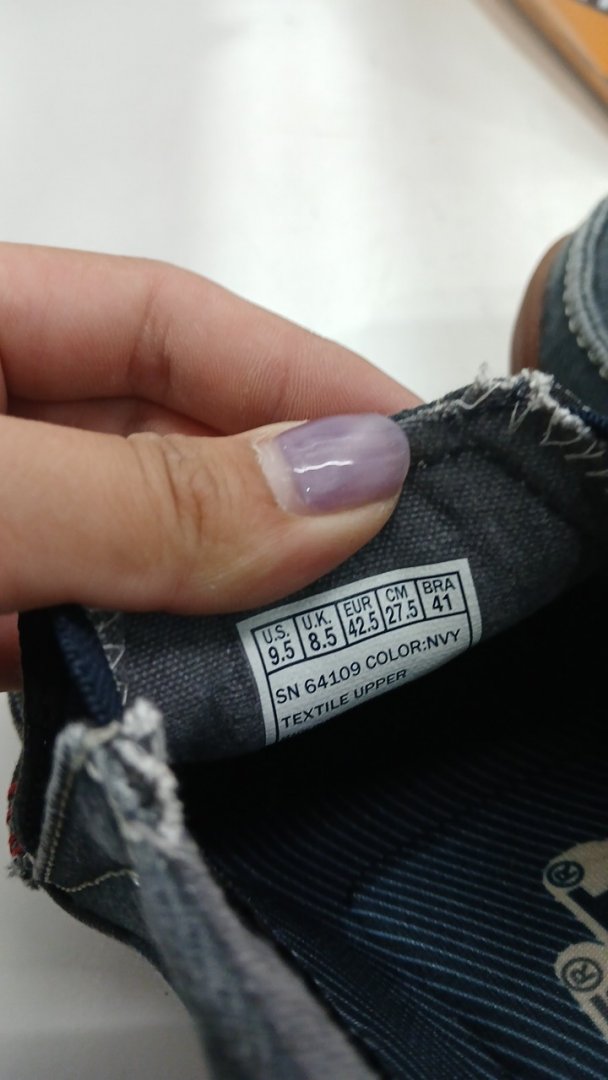 U.S. U.K. EUR CM BRA
9.5 8.5 42.5 27.5 41
SN 64109 COLOR:NVY
TEXTILE UPPER
®
®